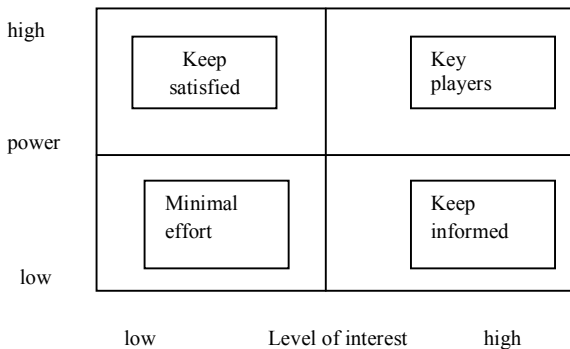 high
Keep
satisfied
Key
players
power
Minimal
effort
Keep
informed
low
low Level of interest high